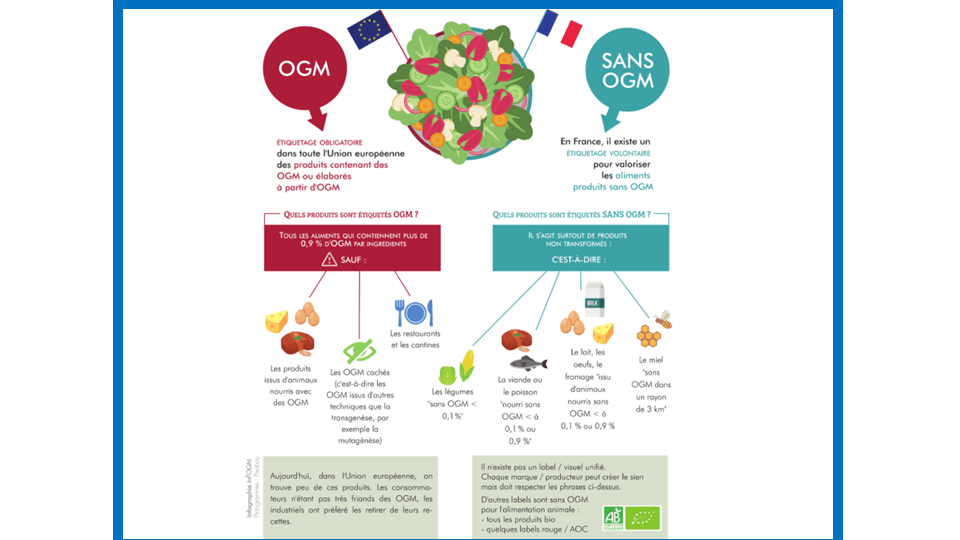 OGM
SANS
OGM
ÉTIQUETAGE OBLIGATOIRE
dans toute l'Union européenne
des produits contenant des
OGM ou élaborés
à partir d'OGM
En France, il existe un
ÉTIQUETAGE VOLONTAIRE
pour valoriser
les aliments
produits sans OGM
QUELS PRODUITS SONT ÉTIQUETÉS OGM ?
TOUS LES ALIMENTS QUI CONTIENNENT PLUS DE
0,9 % D'OGM PAR INGRÉDIENTS
SAUF :
Les produits
issus d'animaux
nourris avec
des OGM
Les OGM cachés
(c'est-à-dire les
OGM issus d'autres
techniques que la
transgenèse, par
exemple la
mutagénèse)
Les restaurants
et les cantines
QUELS PRODUITS SONT ÉTIQUETÉS SANS OGM ?
IL S'AGIT SURTOUT DE PRODUITS
NON TRANSFORMÉS :
C'EST-À-DIRE :
MILK
Les légumes
"sans OGM <
0,1%"
La viande ou
le poisson
"nourri sans
OGM < à
0,1 % ou
0,9 %"
Le lait, les
oeufs, le
fromage "issu
d'animaux
nourris sans
OGM < à
0,1 % ou 0,9 %
Le miel
"sans
OGM dans
un rayon
de 3 km"
Infographie Inf'OGM
Pictogrammes : Pixabay
Aujourd'hui, dans l'Union européenne, on
trouve peu de ces produits. Les consomma-
teurs n'étant pas très friands des OGM, les
industriels ont préféré les retirer de leurs re-
cettes.
Il n'existe pas un label / visuel unifié.
Chaque marque / producteur peut créer le sien
mais doit respecter les phrases ci-dessus.
D'autres labels sont sans OGM
pour l'alimentation animale :
- tous les produits bio
- quelques labels rouge / AOC
AB